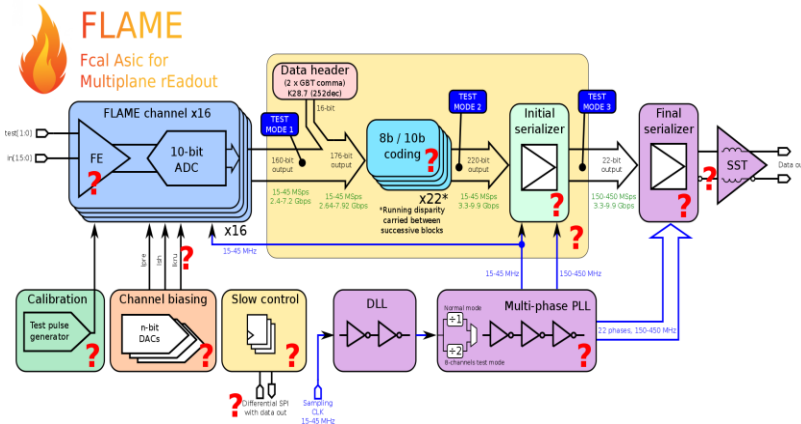 FLAME
Fcal Asic for
Multiplane rEadout
Data header
(2 x GBT comma)
K28.7 (252dec)
16-bit
FLAME channel x16
test[1:0]
in[15:0]
FE
?
10-bit
ADC
x16
TEST
MODE 1
160-bit
output
15-45 MSps
2.4-7.2 Gbps
176-bit
output
15-45 MSps
2.64-7.92 Gbps
8b / 10b
coding
?
x22*
*Running disparity
carried between
successive blocks
TEST
MODE 2
220-bit
output
15-45 MSps
3.3-9.9 Gbps
Initial
serializer
?
?
TEST
MODE 3
22-bit
output
150-450 MSps
3.3-9.9 Gbps
Final
serializer
?
?
SST
Data ou
15-45 MHz
Ipre
Ish
?
15-45 MHz
150-450 MHz
Calibration
Test pulse
generator
?
Channel biasing
n-bit
DACs
?
Slow control
?
?
Differential SPI
with data out
DLL
Sampling
CLK
15-45 MHz
Multi-phase PLL
Normal mode
÷1
÷2
8-channels test mode
?
22 phases, 150-450 MHz